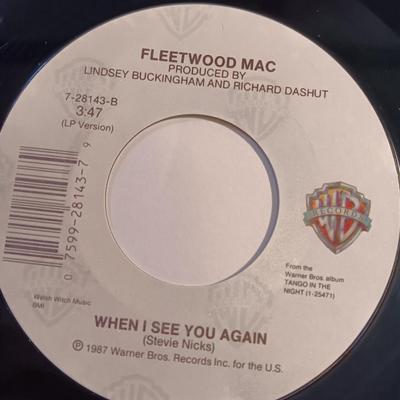 FLEETWOOD MAC
PRODUCED BY
LINDSEY BUCKINGHAM AND RICHARD DASHUT
7-28143-B
3:47
(LP Version)
0 7599-28143-7 9
WB
RECORDS
From the
Warner Bros. album
TANGO IN THE
NIGHT (1-25471)
Welsh Witch Music
BMI
WHEN I SEE YOU AGAIN
(Stevie Nicks)
℗ 1987 Warner Bros. Records Inc. for the U.S.